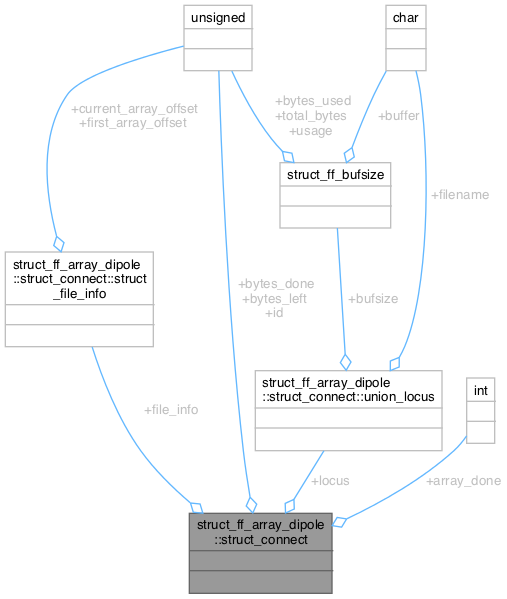 unsigned
char
+current_array_offset
+first_array_offset
+bytes_used
+total_bytes
+usage
+buffer
struct_ff_bufsize
+filename
struct_ff_array_dipole
::struct_connect::struct
_file_info
+bytes_done
+bytes_left
+id
+bufsize
struct_ff_array_dipole
::struct_connect::union_locus
int
+file_info
+locus
+array_done
struct_ff_array_dipole
::struct_connect